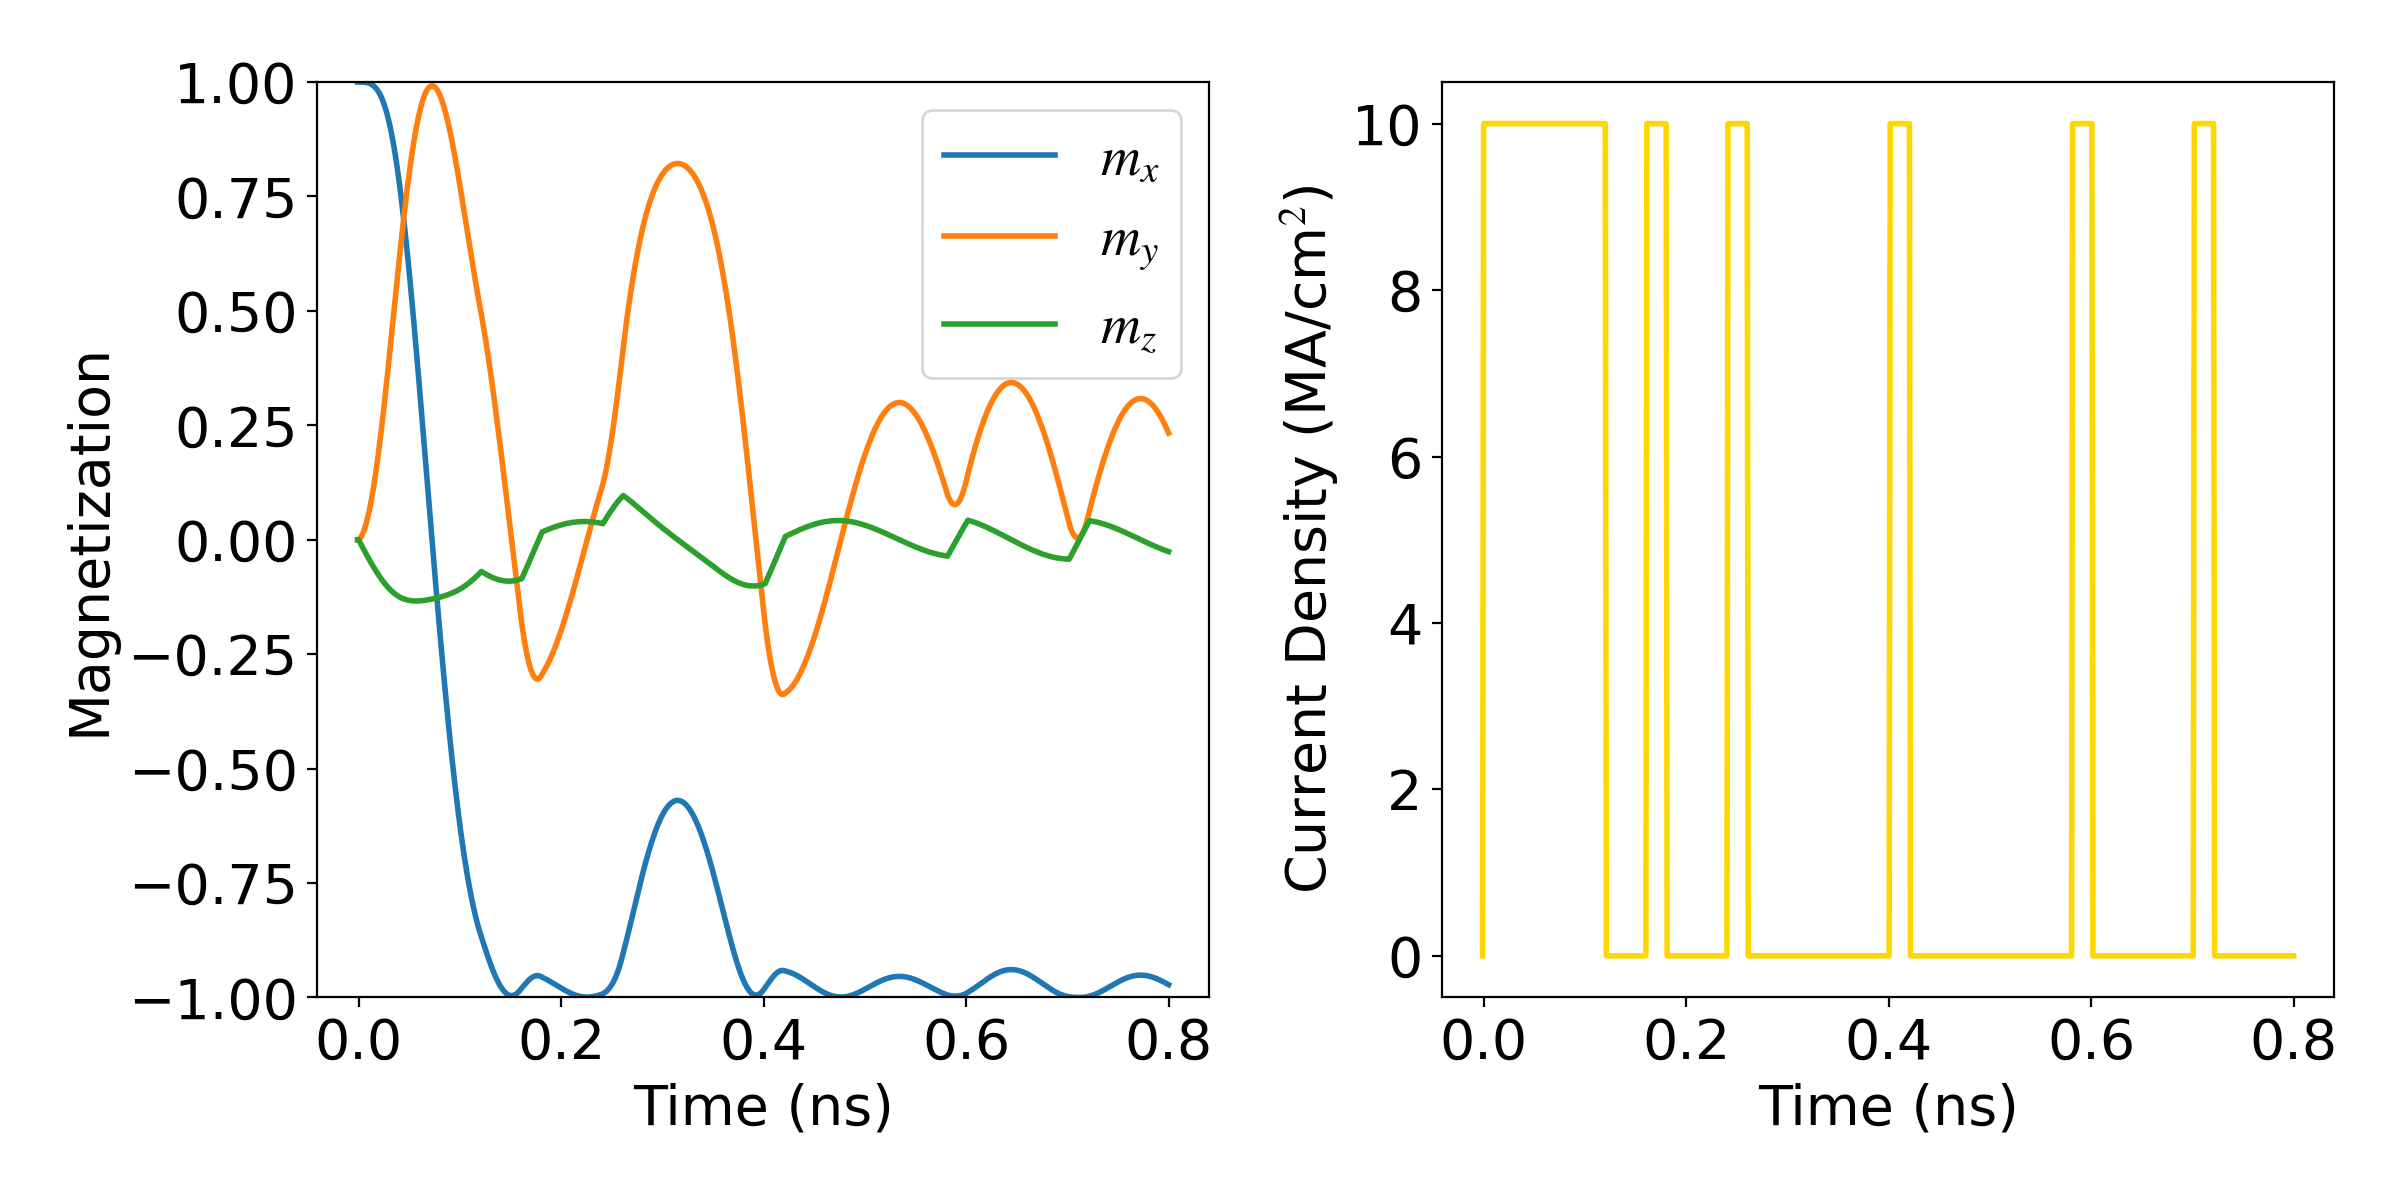 1.00
0.75
0.50
0.25
0.00
−0.25
−0.50
−0.75
−1.00
Magnetization
0.0 0.2 0.4 0.6 0.8
Time (ns)
m_x
m_y
m_z
10
8
6
4
2
0
Current Density (MA/cm²)
0.0 0.2 0.4 0.6 0.8
Time (ns)